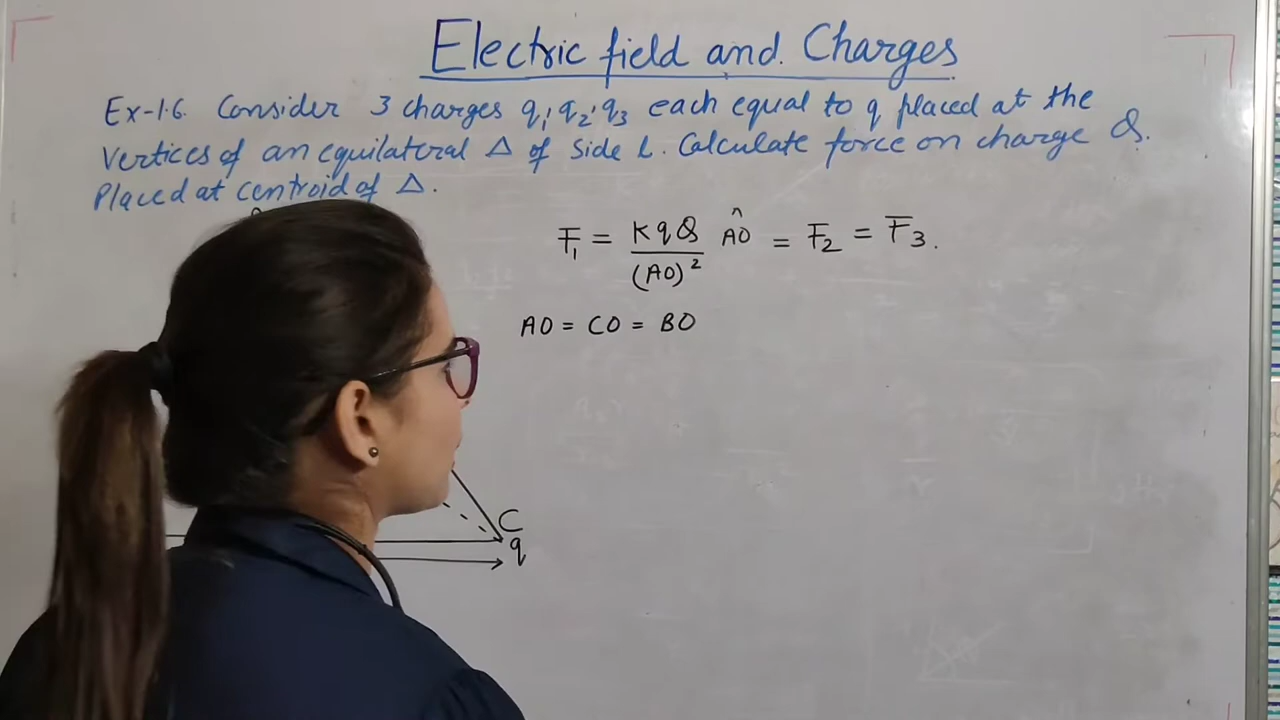 Electric field and Charges
Ex-1.6. Consider 3 charges q₁, q₂, q₃ each equal to q placed at the
Vertices of an equilateral Δ of side L. Calculate force on charge Q.
Placed at centroid of Δ.
F₁ = KqQ/(AO)² ÂO = F₂ = F̅₃.
AO = CO = BO
C
q